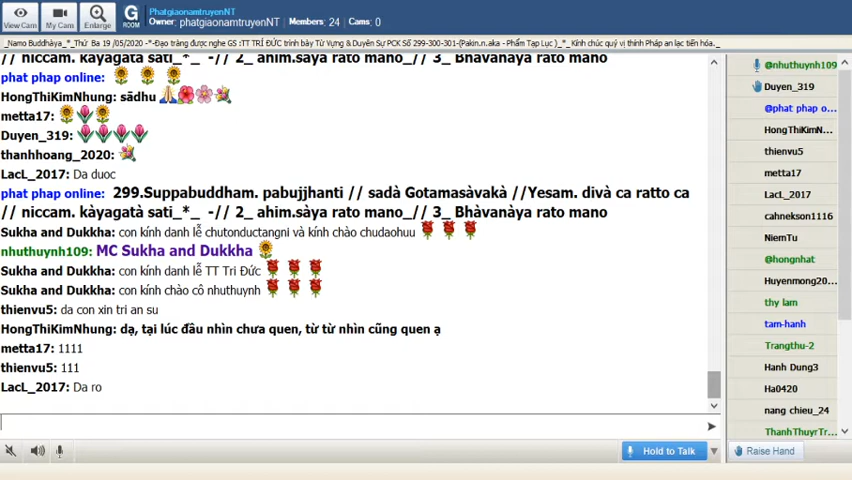 View Cam
My Cam
Enlarge
G
ROOM
PhatgiaonamtruyenNT
Owner: phatgiaonamtruyenNT Members: 24 Cams: 0
_Namo Buddhàya_*_Thứ Ba 19 /05/2020 -*-Đạo tràng được nghe GS :TT TRÍ ĐỨC trình bày Từ Vựng & Duyên Sự PCK Số 299-300-301-(Pakin.n.aka - Phẩm Tạp Lục )_*_ Kính chúc quý vị thính Pháp an lạc tiến hóa._
// niccam. kàyagatà sati_*_ -// 2_ ahim.sàya rato mano_// 3_ Bhàvanàya rato mano
phat phap online:
HongThiKimNhung: sādhu
metta17:
Duyen_319:
thanhhoang_2020:
LacL_2017: Da duoc
phat phap online: 299.Suppabuddham. pabujjhanti // sadà Gotamasàvakà //Yesam. divà ca ratto ca
// niccam. kàyagatà sati_*_ -// 2_ ahim.sàya rato mano_// 3_ Bhàvanàya rato mano
Sukha and Dukkha: con kính danh lễ chutonductangni và kính chào chudaohuu
nhuthuynh109: MC Sukha and Dukkha
Sukha and Dukkha: con kính danh lễ TT Tri Đức
Sukha and Dukkha: con kính chào cô nhuthuynh
thienvu5: da con xin tri an su
HongThiKimNhung: dạ, tại lúc đầu nhìn chưa quen, từ từ nhìn cũng quen ạ
metta17: 1111
thienvu5: 111
LacL_2017: Da ro
@nhuthuynh109
Duyen_319
@phat phap o...
HongThiKimN...
thienvu5
metta17
LacL_2017
cahnekson1116
NiemTu
@hongnhat
Huyenmong20...
thy lam
tam-hanh
Trangthu-2
Hanh Dung3
Ha0420
nang chieu_24
ThanhThuyrTr...
Hold to Talk
Raise Hand